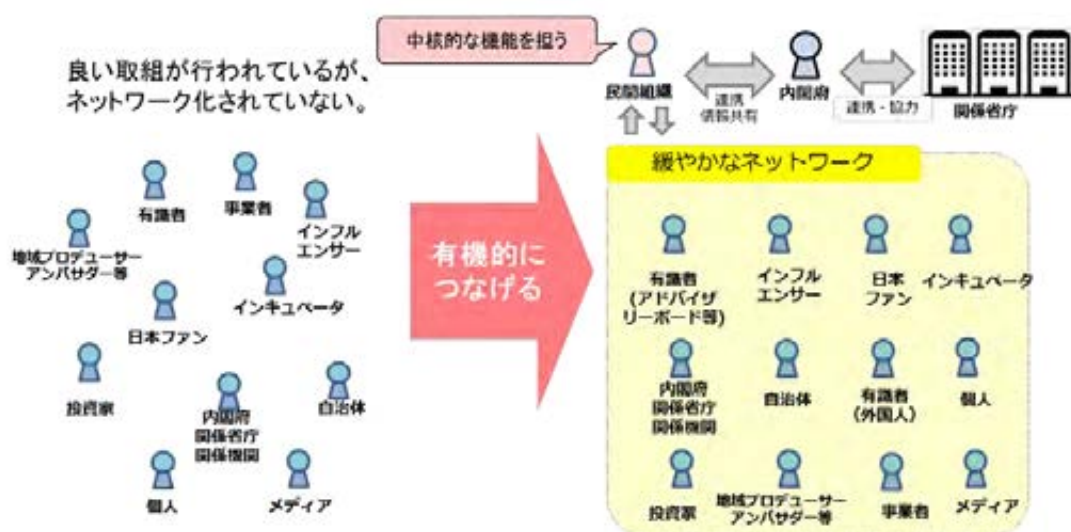 中核的な機能を担う
良い取組が行われているが、
ネットワーク化されていない。
民間組織
連携
情報共有
内閣府
連携・協力
関係省庁
緩やかなネットワーク
有識者
事業者
インフル
エンサー
地域プロデューサー
アンバサダー等
インキュベータ
日本ファン
投資家
内閣府
関係省庁
関係機関
自治体
個人
メディア
有機的に
つなげる
有識者
(アドバイザ
リーボード等)
インフル
エンサー
日本
ファン
インキュベータ
内閣府
関係省庁
関係機関
自治体
有識者
(外国人)
個人
投資家
地域プロデューサー
アンバサダー等
事業者
メディア